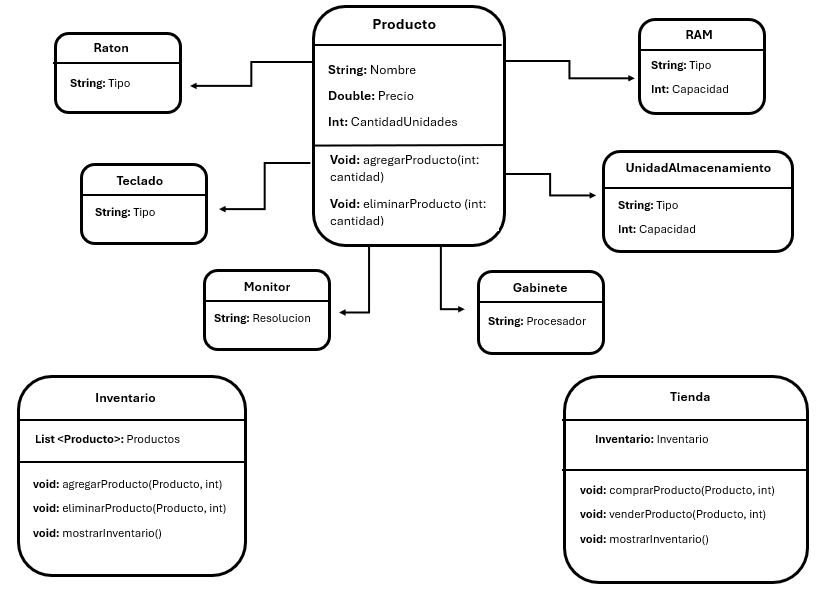 Producto
String: Nombre
Double: Precio
Int: CantidadUnidades
Void: agregarProducto(int:
cantidad)
Void: eliminarProducto (int:
cantidad)
Raton
String: Tipo
RAM
String: Tipo
Int: Capacidad
Teclado
String: Tipo
UnidadAlmacenamiento
String: Tipo
Int: Capacidad
Monitor
String: Resolucion
Gabinete
String: Procesador
Inventario
List <Producto>: Productos
void: agregarProducto(Producto, int)
void: eliminarProducto(Producto, int)
void: mostrarInventario()
Tienda
Inventario: Inventario
void: comprarProducto(Producto, int)
void: venderProducto(Producto, int)
void: mostrarInventario()